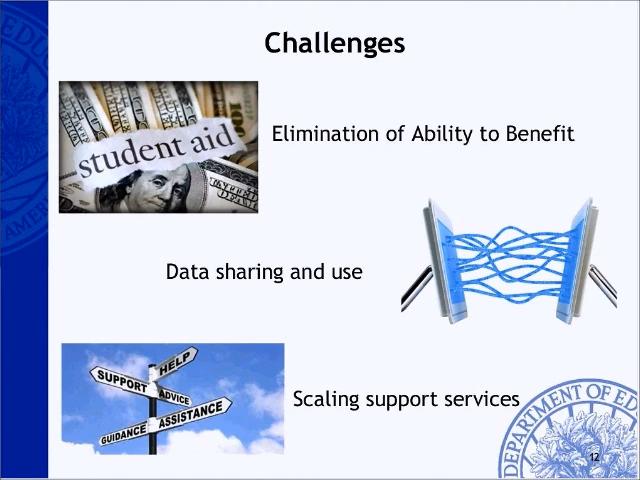 Challenges
student aid
Elimination of Ability to Benefit
Data sharing and use
HELP
SUPPORT
ADVICE
ASSISTANCE
GUIDANCE
Scaling support services
DEPARTMENT OF EDU
12